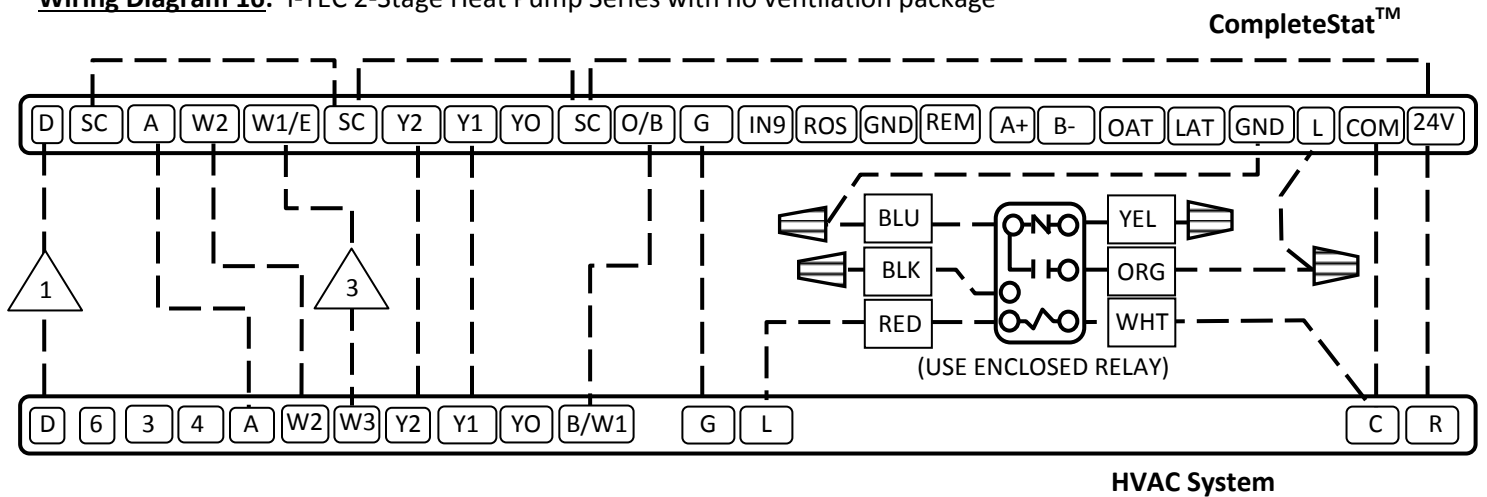 Wiring Diagram 10: I-TEC 2-Stage Heat Pump Series with no ventilation package
CompleteStat™
D SC A W2 W1/E SC Y2 Y1 YO SC O/B G IN9 ROS GND REM A+ B- OAT LAT GND L COM 24V
BLU YEL
1 3 BLK ORG
RED WHT
(USE ENCLOSED RELAY)
D 6 3 4 A W2 W3 Y2 Y1 YO B/W1 G L C R
HVAC System